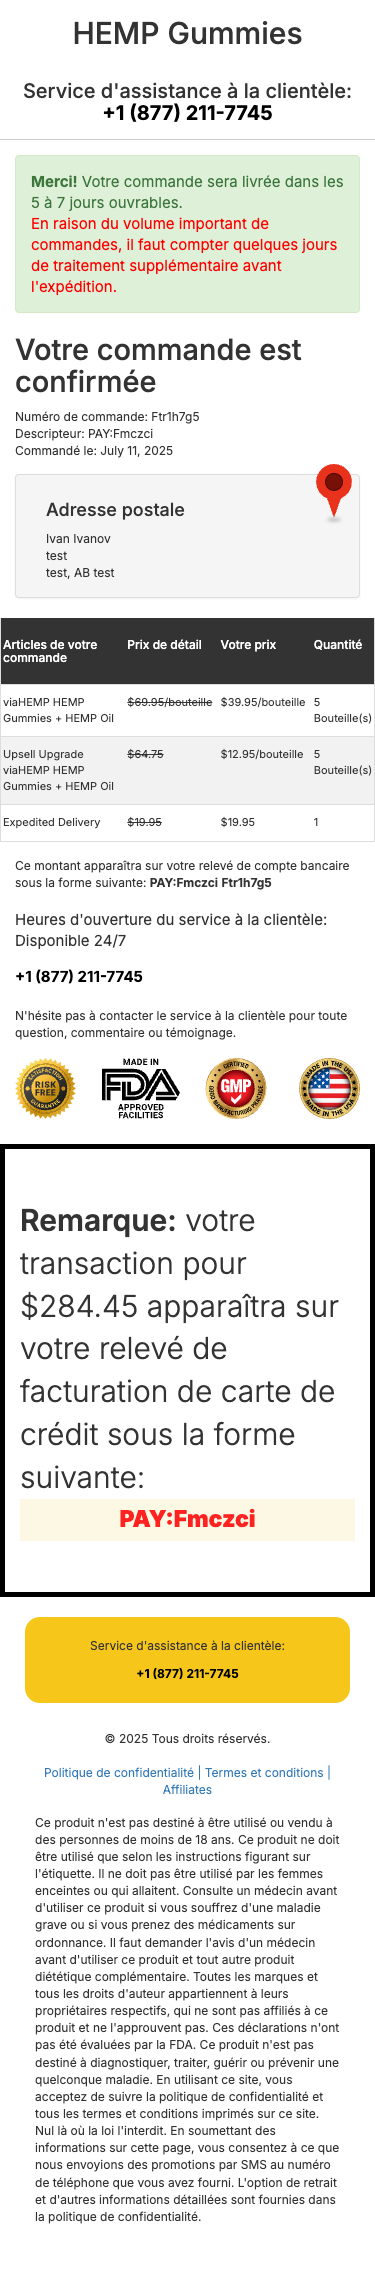 HEMP Gummies
Service d'assistance à la clientèle:
+1 (877) 211-7745
Merci! Votre commande sera livrée dans les
5 à 7 jours ouvrables.
En raison du volume important de
commandes, il faut compter quelques jours
de traitement supplémentaire avant
l'expédition.
Votre commande est
confirmée
Numéro de commande: Ftr1h7g5
Descripteur: PAY:Fmczci
Commandé le: July 11, 2025
Adresse postale
Ivan Ivanov
test
test, AB test
Articles de votre commande Prix de détail Votre prix Quantité
viaHEMP HEMP Gummies + HEMP Oil $69.95/bouteille $39.95/bouteille 5 Bouteille(s)
Upsell Upgrade viaHEMP HEMP Gummies + HEMP Oil $64.75 $12.95/bouteille 5 Bouteille(s)
Expedited Delivery $19.95 $19.95 1
Ce montant apparaîtra sur votre relevé de compte bancaire
sous la forme suivante: PAY:Fmczci Ftr1h7g5
Heures d'ouverture du service à la clientèle:
Disponible 24/7
+1 (877) 211-7745
N'hésite pas à contacter le service à la clientèle pour toute
question, commentaire ou témoignage.
SATISFACTION RISK FREE GUARANTEE
MADE IN FDA APPROVED FACILITIES
CERTIFIED GMP GOOD MANUFACTURING PRACTICE
MADE IN THE USA MADE IN THE USA
Remarque: votre
transaction pour
$284.45 apparaîtra sur
votre relevé de
facturation de carte de
crédit sous la forme
suivante:
PAY:Fmczci
Service d'assistance à la clientèle:
+1 (877) 211-7745
© 2025 Tous droits réservés.
Politique de confidentialité | Termes et conditions |
Affiliates
Ce produit n'est pas destiné à être utilisé ou vendu à
des personnes de moins de 18 ans. Ce produit ne doit
être utilisé que selon les instructions figurant sur
l'étiquette. Il ne doit pas être utilisé par les femmes
enceintes ou qui allaitent. Consulte un médecin avant
d'utiliser ce produit si vous souffrez d'une maladie
grave ou si vous prenez des médicaments sur
ordonnance. Il faut demander l'avis d'un médecin
avant d'utiliser ce produit et tout autre produit
diététique complémentaire. Toutes les marques et
tous les droits d'auteur appartiennent à leurs
propriétaires respectifs, qui ne sont pas affiliés à ce
produit et ne l'approuvent pas. Ces déclarations n'ont
pas été évaluées par la FDA. Ce produit n'est pas
destiné à diagnostiquer, traiter, guérir ou prévenir une
quelconque maladie. En utilisant ce site, vous
acceptez de suivre la politique de confidentialité et
tous les termes et conditions imprimés sur ce site.
Nul là où la loi l'interdit. En soumettant des
informations sur cette page, vous consentez à ce que
nous envoyions des promotions par SMS au numéro
de téléphone que vous avez fourni. L'option de retrait
et d'autres informations détaillées sont fournies dans
la politique de confidentialité.